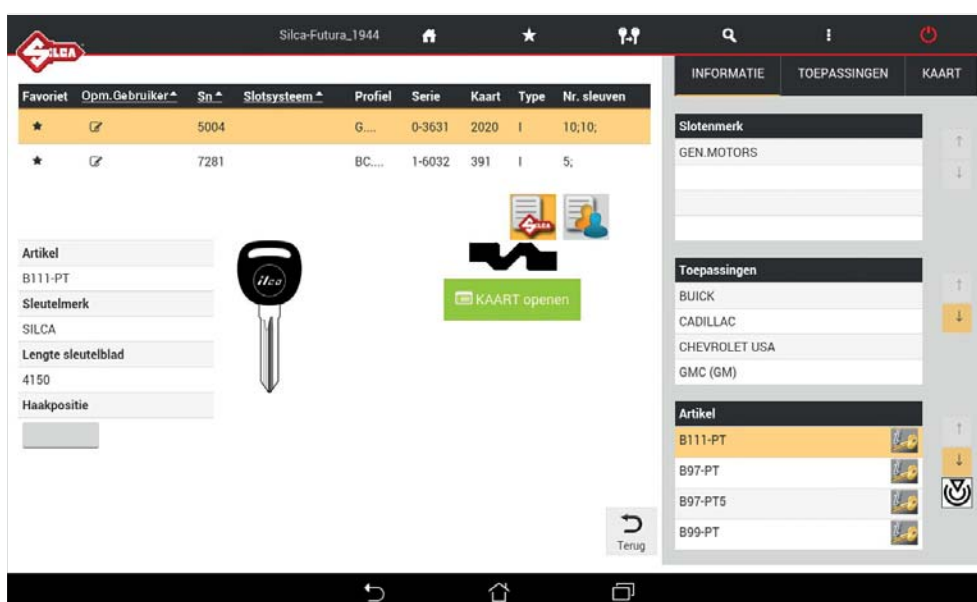 SILCA
Silca-Futura_1944
INFORMATIE TOEPASSINGEN KAART
Favoriet Opm.Gebruiker Sn Slotsysteem Profiel Serie Kaart Type Nr. sleuven
5004 G.... 0-3631 2020 I 10;10;
7281 BC.... 1-6032 391 I 5;
SILCA
Artikel
B111-PT
Sleutelmerk
SILCA
Lengte sleutelblad
4150
Haakpositie
ilco
KAART openen
Terug
Slotenmerk
GEN.MOTORS
Toepassingen
BUICK
CADILLAC
CHEVROLET USA
GMC (GM)
Artikel
B111-PT
B97-PT
B97-PT5
B99-PT